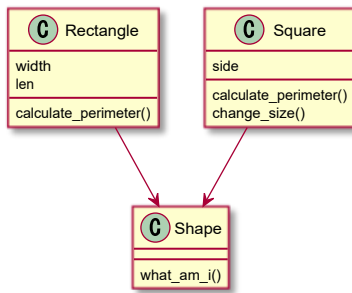 C Rectangle
width
len
calculate_perimeter()
C Square
side
calculate_perimeter()
change_size()
C Shape
what_am_i()